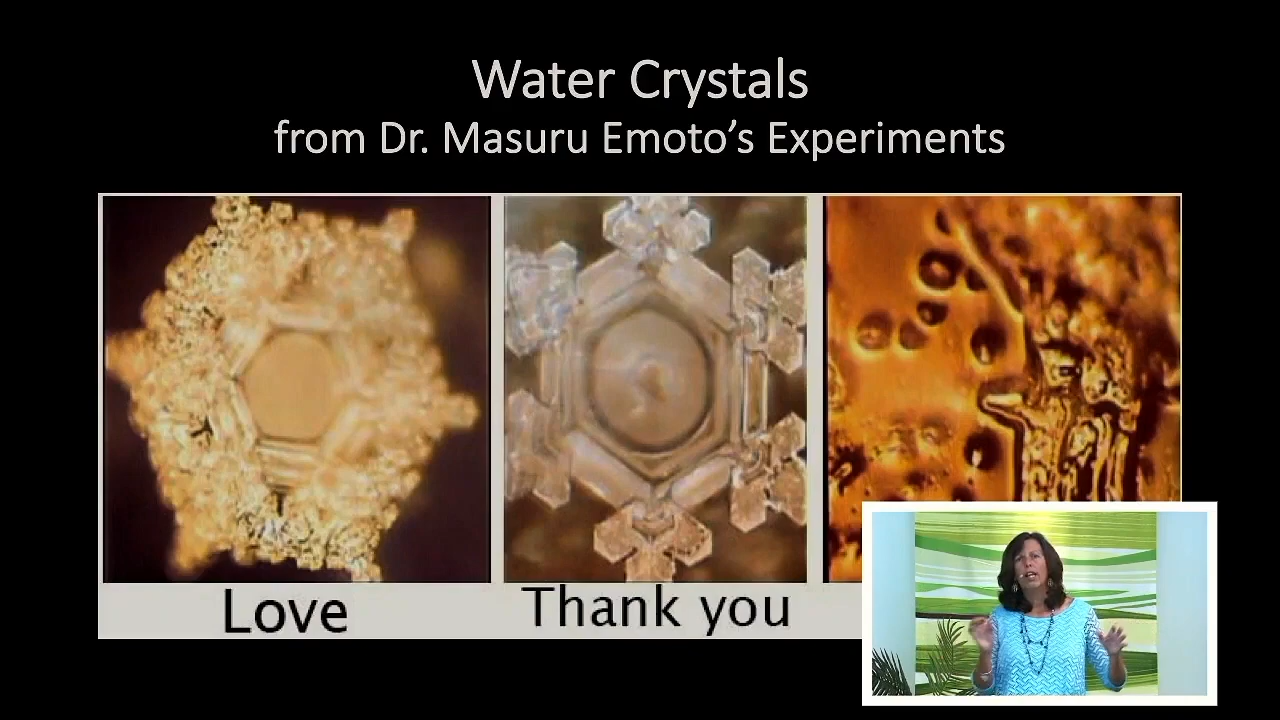 Water Crystals
from Dr. Masuru Emoto’s Experiments
Love
Thank you